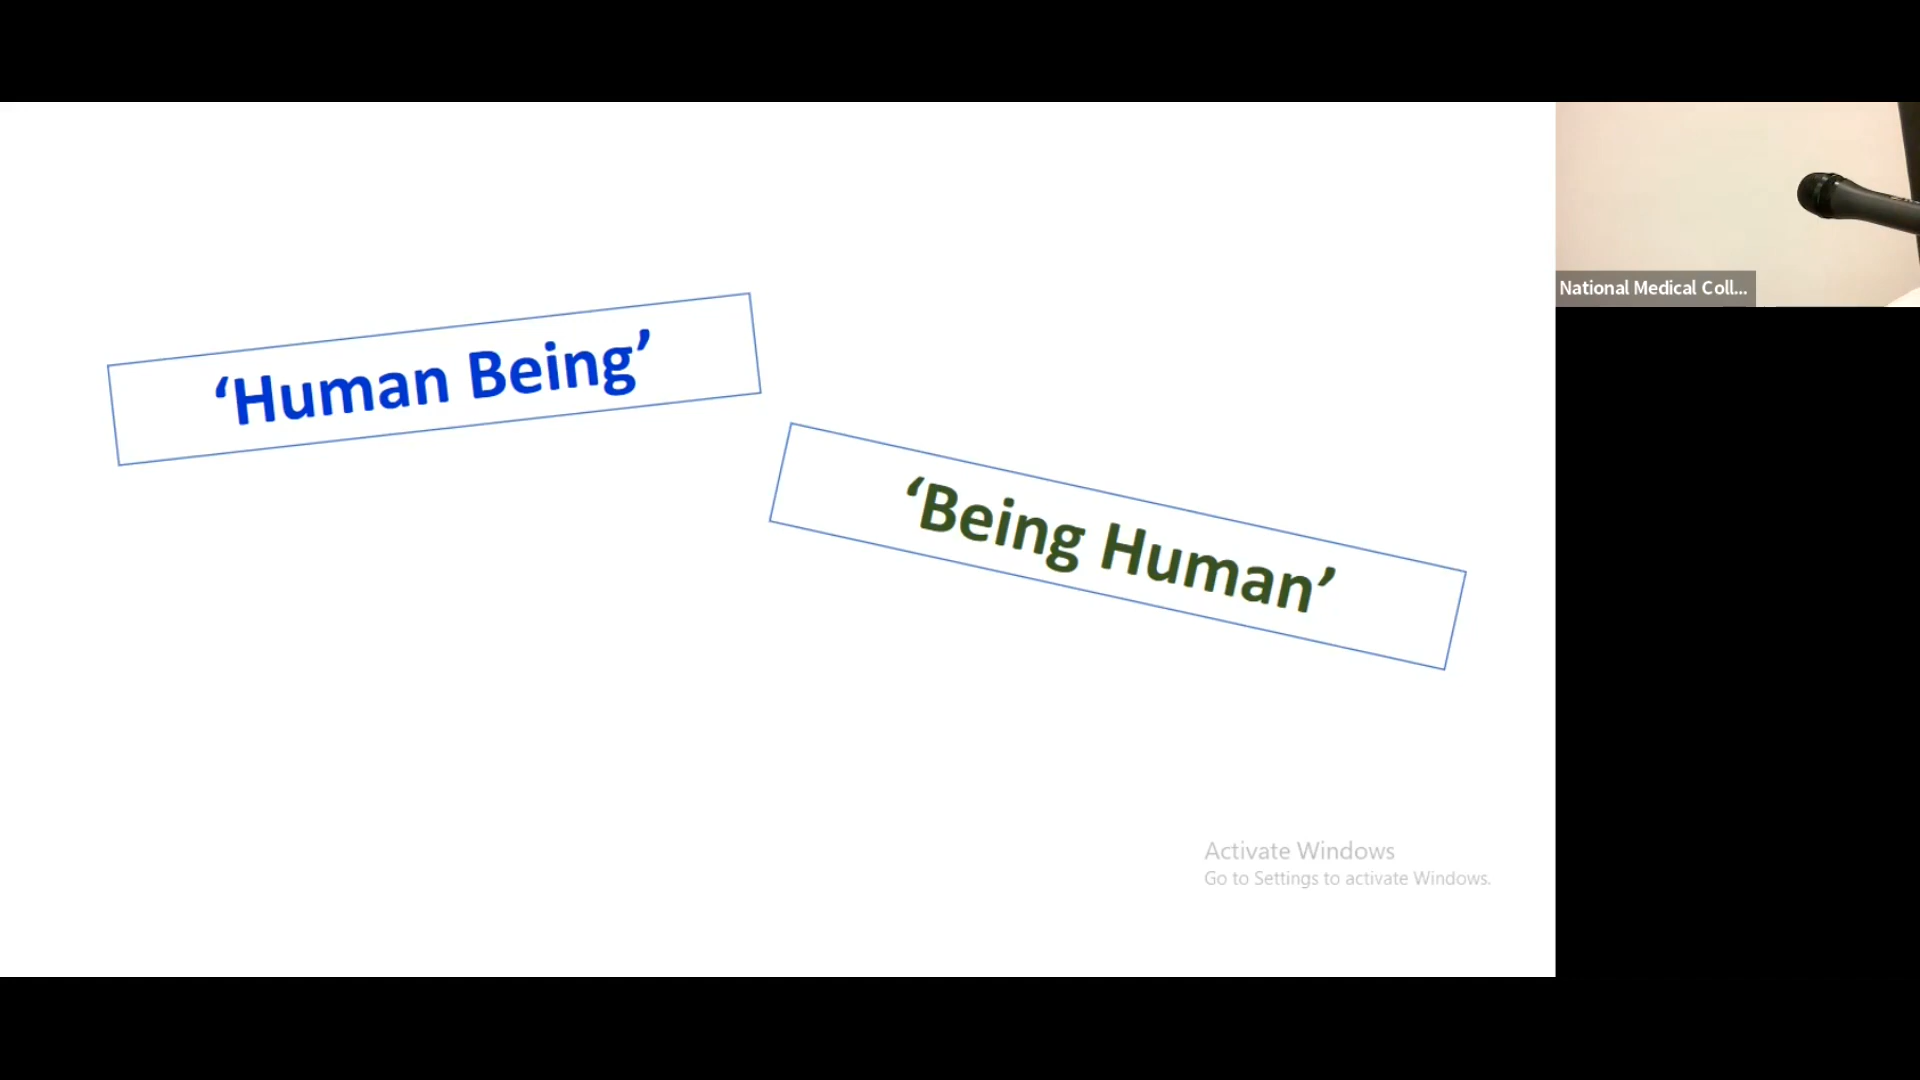 National Medical Coll...
‘Human Being’
‘Being Human’
Activate Windows
Go to Settings to activate Windows.